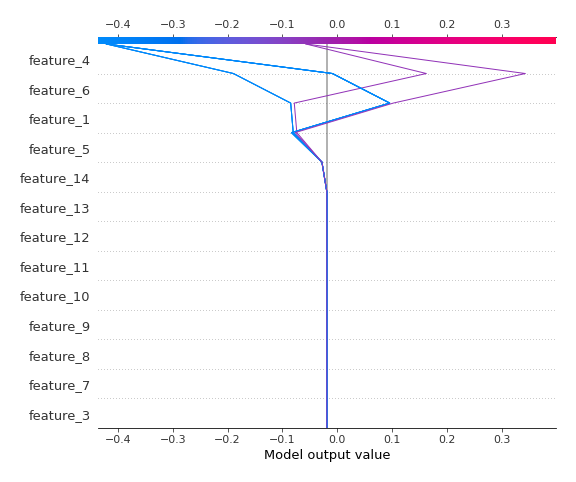 −0.4 −0.3 −0.2 −0.1 0.0 0.1 0.2 0.3
feature_4
feature_6
feature_1
feature_5
feature_14
feature_13
feature_12
feature_11
feature_10
feature_9
feature_8
feature_7
feature_3
−0.4 −0.3 −0.2 −0.1 0.0 0.1 0.2 0.3
Model output value